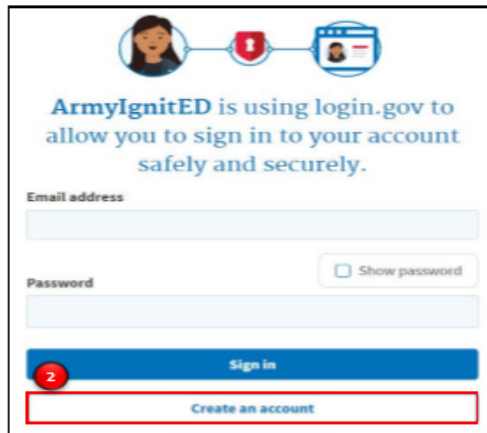 ArmyIgnitED is using login.gov to
allow you to sign in to your account
safely and securely.
Email address
Show password
Password
Sign in
2
Create an account